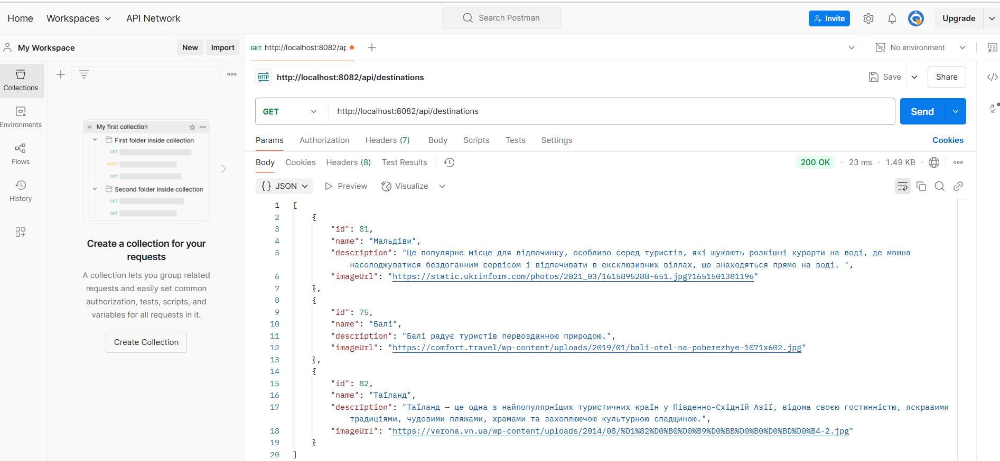 Home Workspaces API Network Search Postman Invite Upgrade
My Workspace New Import GET http://localhost:8082/ap No environment
Collections
Environments
Flows
History
My first collection
First folder inside collection
GET
POST
GET
Second folder inside collection
GET
GET
Create a collection for your
requests
A collection lets you group related
requests and easily set common
authorization, tests, scripts, and
variables for all requests in it.
Create Collection
HTTP http://localhost:8082/api/destinations Save Share
GET http://localhost:8082/api/destinations Send
Params Authorization Headers (7) Body Scripts Tests Settings Cookies
Body Cookies Headers (8) Test Results 200 OK 23 ms 1.49 KB
{} JSON Preview Visualize
1 [
2 {
3 "id": 81,
4 "name": "Мальдіви",
5 "description": "Це популярне місце для відпочинку, особливо серед туристів, які шукають розкішні курорти на воді, де можна
насолоджуватися бездоганним сервісом і відпочивати в ексклюзивних віллах, що знаходяться прямо на воді. ",
6 "imageUrl": "https://static.ukrinform.com/photos/2021_03/1615895288-651.jpg?1651501381196"
7 },
8 {
9 "id": 75,
10 "name": "Балі",
11 "description": "Балі радує туристів первозданною природою.",
12 "imageUrl": "https://comfort.travel/wp-content/uploads/2019/01/bali-otel-na-poberezhye-1071x602.jpg"
13 },
14 {
15 "id": 82,
16 "name": "Таїланд",
17 "description": "Таїланд — це одна з найпопулярніших туристичних країн у Південно-Східній Азії, відома своєю гостинністю, яскравими
традиціями, чудовими пляжами, храмами та захоплюючою культурною спадщиною.",
18 "imageUrl": "https://verona.vn.ua/wp-content/uploads/2014/08/%D1%82%D0%B0%D0%B9%D0%BB%D0%B0%D0%BD%D0%B4-2.jpg"
19 }
20 ]